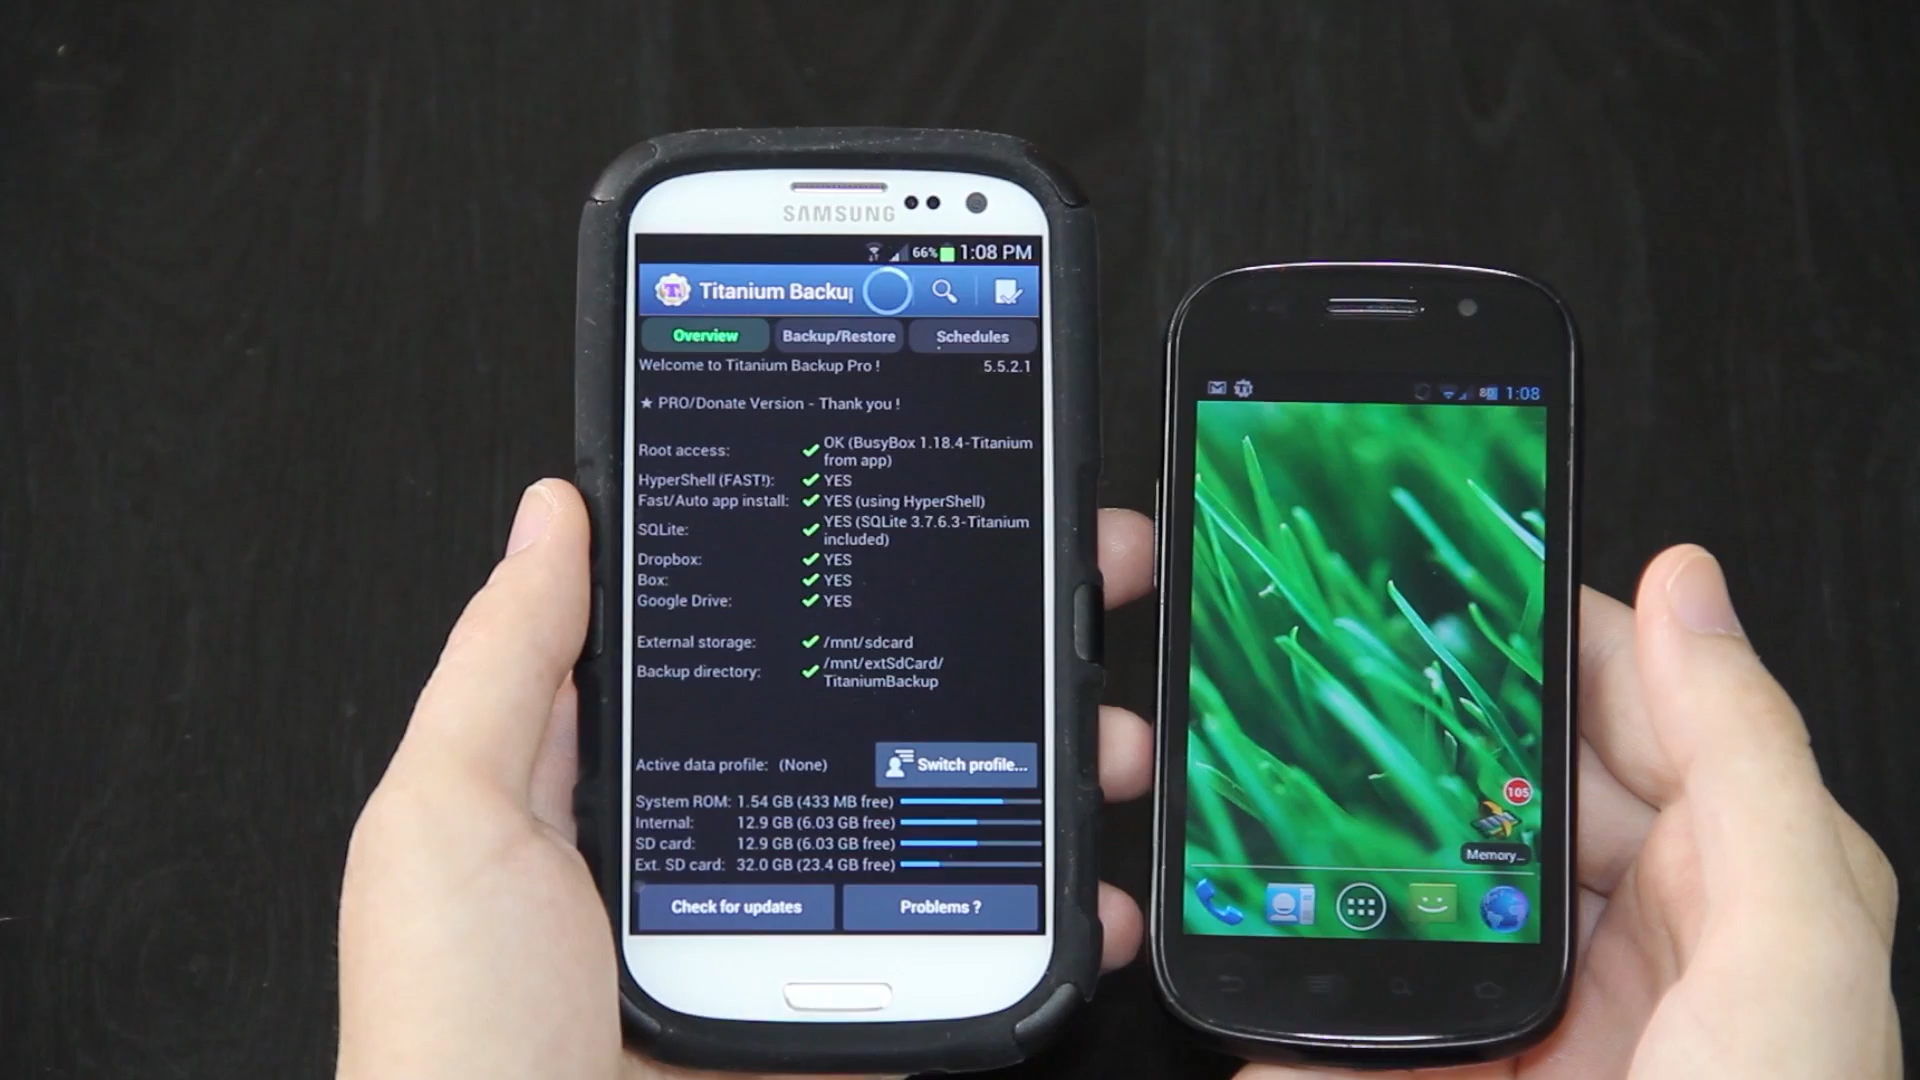 SAMSUNG
66% 1:08 PM
Titanium Backu
Overview Backup/Restore Schedules
Welcome to Titanium Backup Pro ! 5.5.2.1
★ PRO/Donate Version - Thank you !
Root access: ✔ OK (BusyBox 1.18.4-Titanium
from app)
HyperShell (FAST!): ✔ YES
Fast/Auto app install: ✔ YES (using HyperShell)
SQLite: ✔ YES (SQLite 3.7.6.3-Titanium
included)
Dropbox: ✔ YES
Box: ✔ YES
Google Drive: ✔ YES
External storage: ✔ /mnt/sdcard
Backup directory: ✔ /mnt/extSdCard/
TitaniumBackup
Active data profile: (None) Switch profile...
System ROM: 1.54 GB (433 MB free)
Internal: 12.9 GB (6.03 GB free)
SD card: 12.9 GB (6.03 GB free)
Ext. SD card: 32.0 GB (23.4 GB free)
Check for updates Problems ?
1:08
105
Memory...